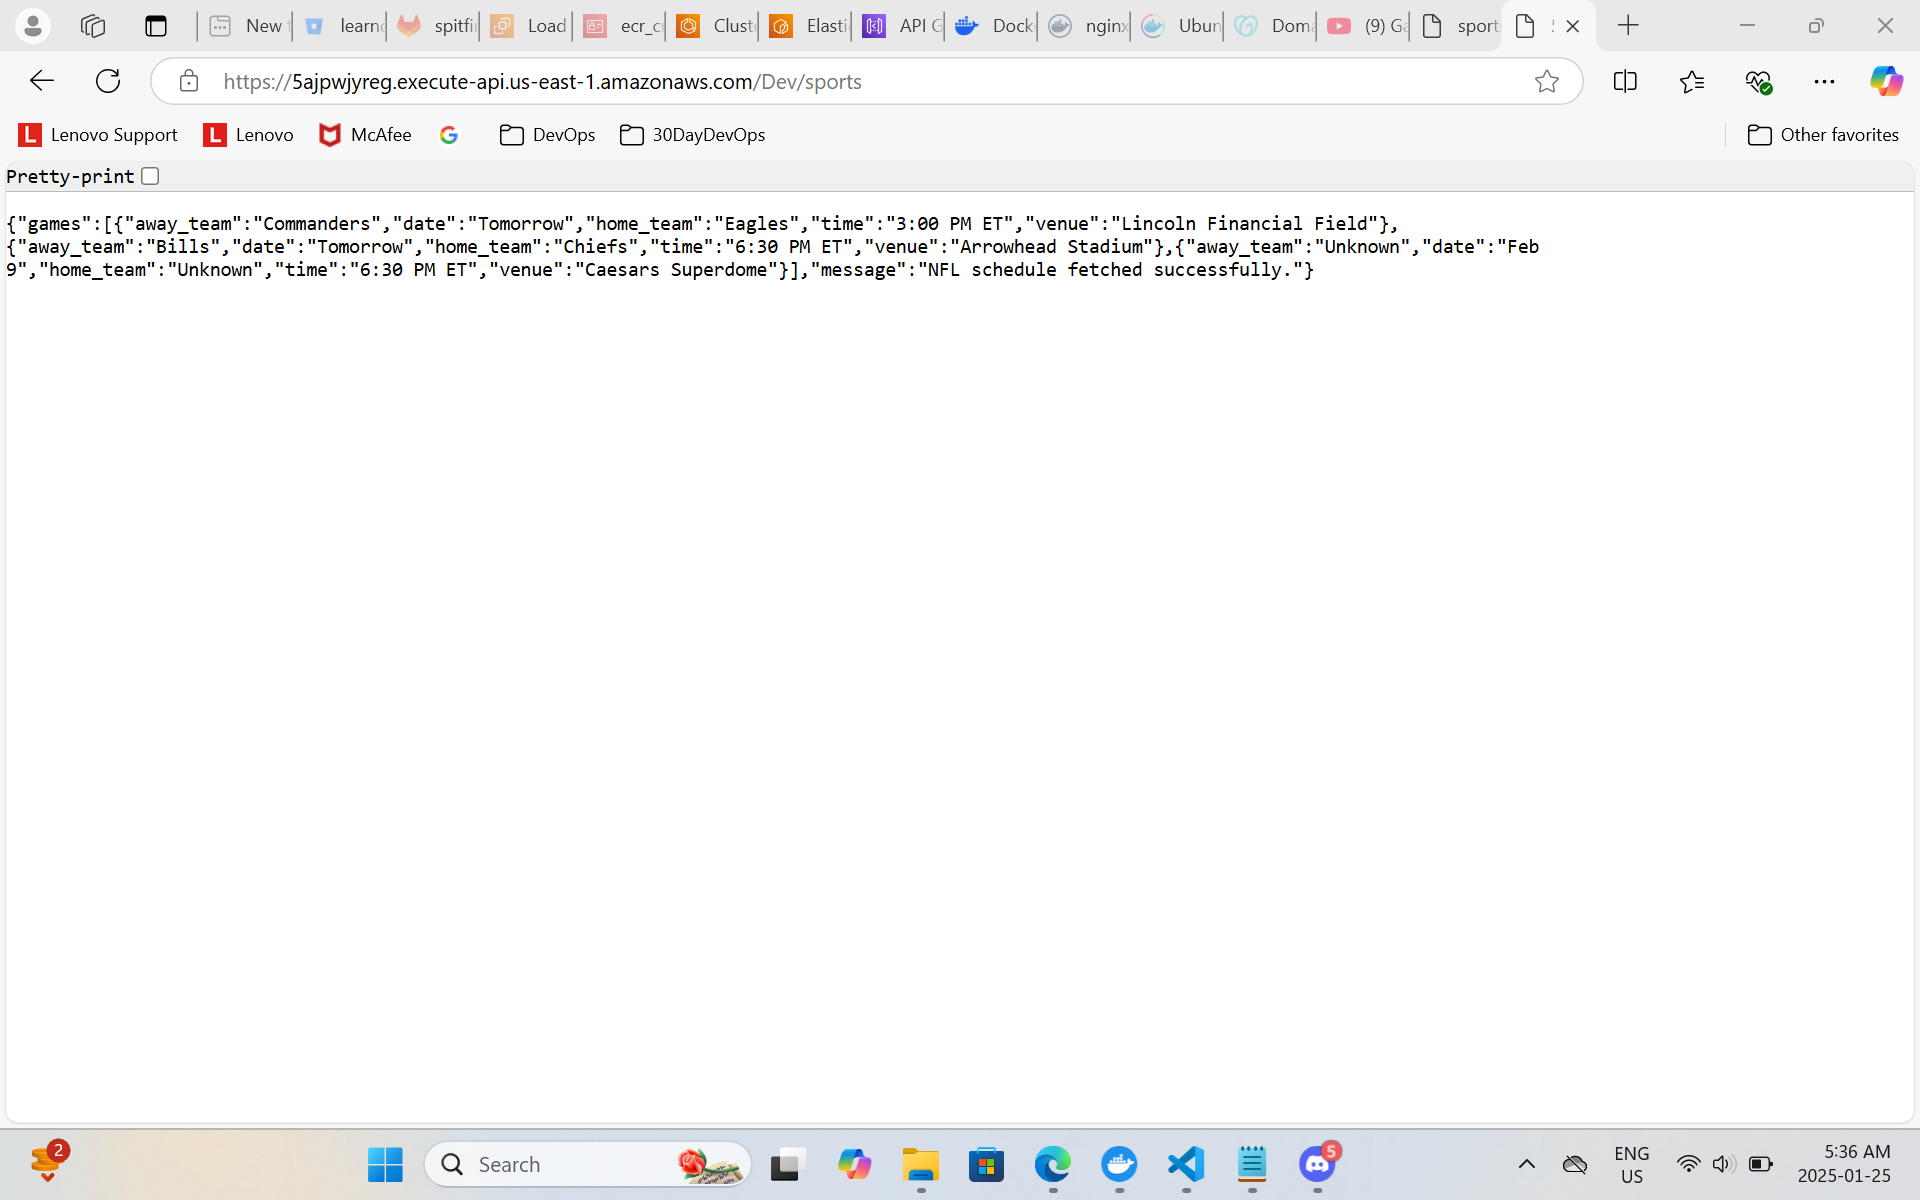 New
learn
spitfi
Load
ecr_c
Clust
Elasti
API G
Dock
nginx
Ubun
Dom
(9) Ga
sport
https://5ajpwjyreg.execute-api.us-east-1.amazonaws.com/Dev/sports
L Lenovo Support
L Lenovo
McAfee
G
DevOps
30DayDevOps
Other favorites
Pretty-print
{"games":[{"away_team":"Commanders","date":"Tomorrow","home_team":"Eagles","time":"3:00 PM ET","venue":"Lincoln Financial Field"},
{"away_team":"Bills","date":"Tomorrow","home_team":"Chiefs","time":"6:30 PM ET","venue":"Arrowhead Stadium"},{"away_team":"Unknown","date":"Feb
9","home_team":"Unknown","time":"6:30 PM ET","venue":"Caesars Superdome"}],"message":"NFL schedule fetched successfully."}
2
Search
5
ENG
US
5:36 AM
2025-01-25